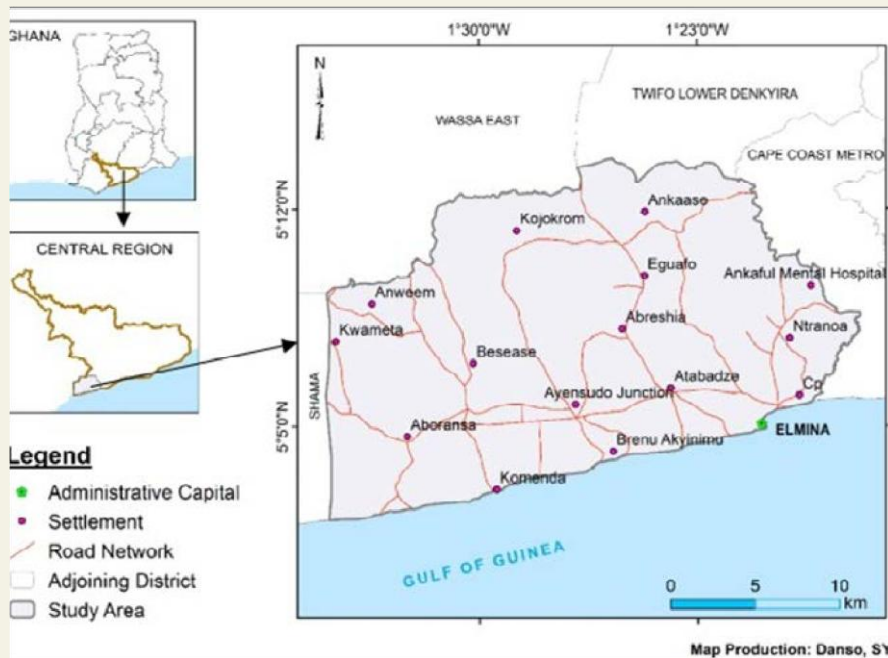 GHANA
CENTRAL REGION
Legend
Administrative Capital
Settlement
Road Network
Adjoining District
Study Area
1°30'0"W
1°23'0"W
N
TWIFO LOWER DENKYIRA
WASSA EAST
CAPE COAST METRO
5°12'0"N
Ankaaso
Kojokrom
Eguafo
Ankaful Mental Hospital
Anweem
Abreshia
Kwameta
Ntranoa
Besease
SHAMA
Atabadze
Ayensudo Junction
Cp
5°5'0"N
Aboransa
ELMINA
Brenu Akyinimu
Komenda
GULF OF GUINEA
0 5 10
km
Map Production: Danso, SY